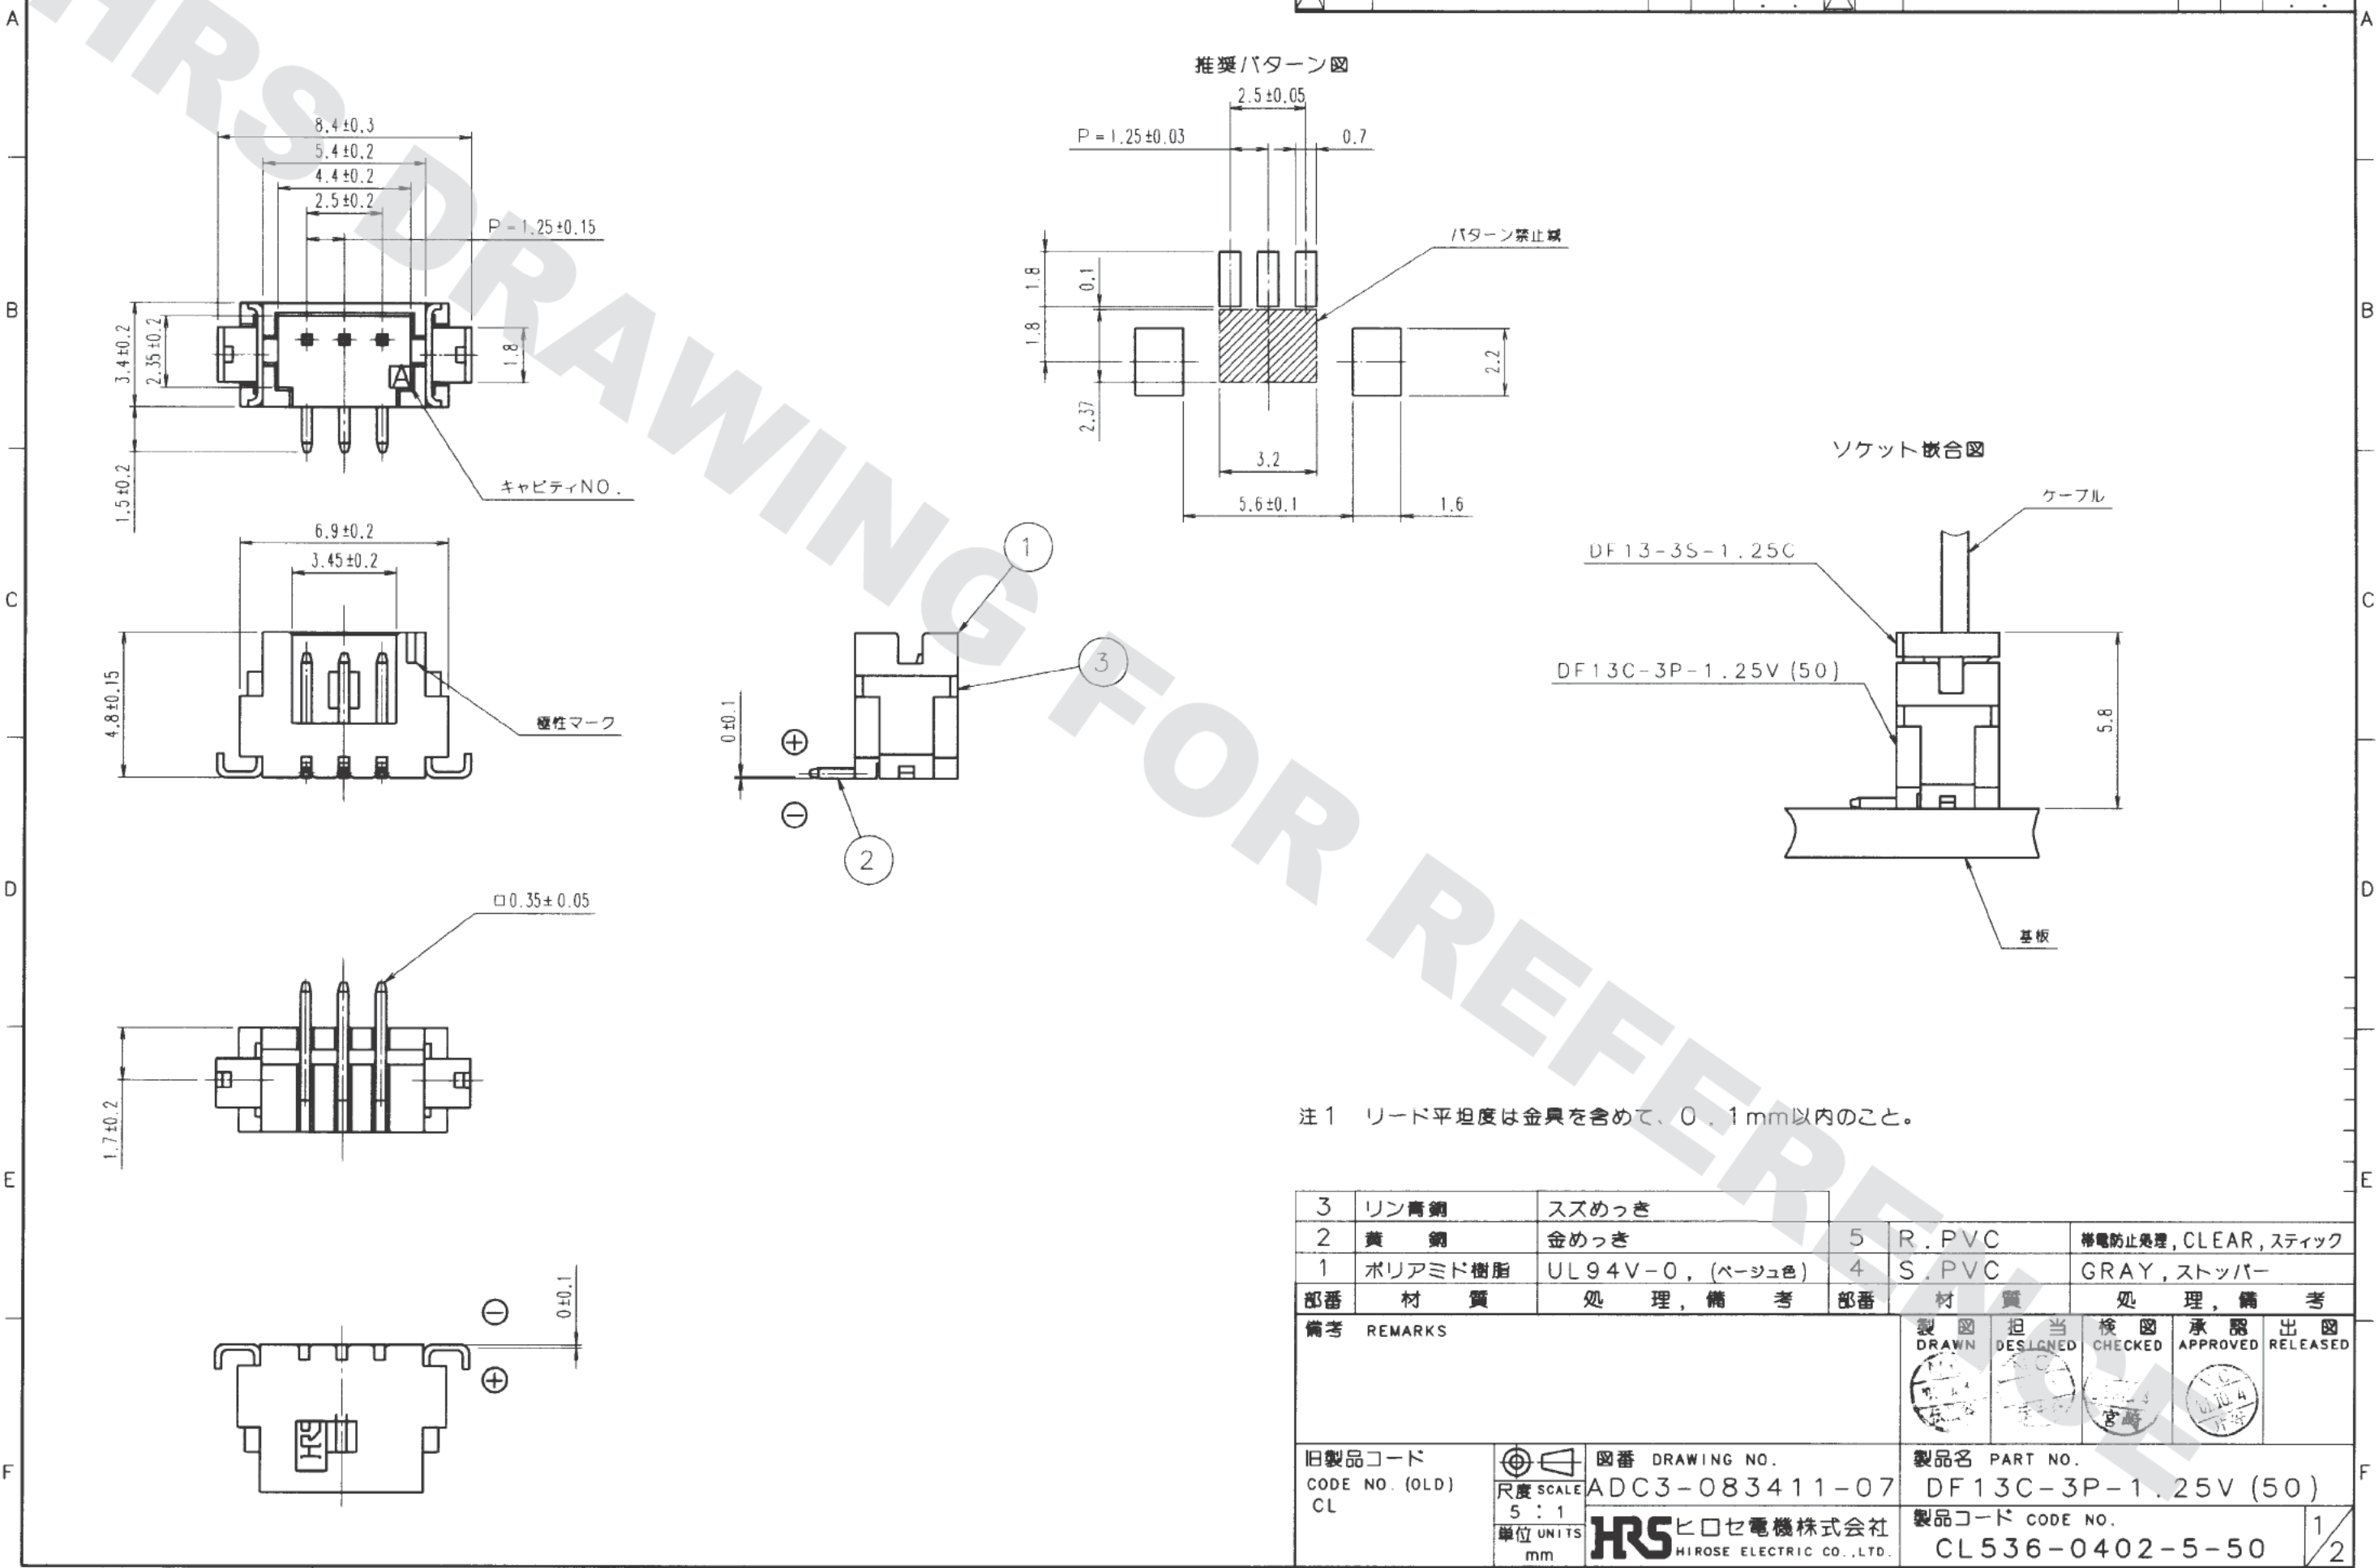 HRS DRAWING FOR REFERENCE
A
A
B
B
C
C
D
D
E
E
F
F
推奨パターン図
2.5±0.05
P=1.25±0.03
0.7
パターン禁止域
1.8
0.1
1.8
2.37
2.2
3.2
5.6±0.1
1.6
8.4±0.3
5.4±0.2
4.4±0.2
2.5±0.2
P=1.25±0.15
3.4±0.2
2.35±0.2
1.8
A
1.5±0.2
キャビティNO.
6.9±0.2
3.45±0.2
4.8±0.15
極性マーク
1
3
0±0.1
⊕
⊖
2
ソケット嵌合図
ケーブル
DF13-3S-1.25C
DF13C-3P-1.25V(50)
5.8
基板
□0.35±0.05
1.7±0.2
⊖
0±0.1
⊕
HRS
注1 リード平坦度は金具を含めて、0.1mm以内のこと。
3 リン青銅 スズめっき
2 黄銅 金めっき 5 R.PVC 帯電防止処理,CLEAR,スティック
1 ポリアミド樹脂 UL94V-0,(ベージュ色) 4 S.PVC GRAY,ストッパー
部番 材質 処理,備考 部番 材質 処理,備考
備考 REMARKS
製図 担当 検図 承認 出図
DRAWN DESIGNED CHECKED APPROVED RELEASED
宮崎
旧製品コード
CODE NO.(OLD)
CL
尺度 SCALE
5:1
単位 UNITS
mm
図番 DRAWING NO.
ADC3-083411-07
HRS ヒロセ電機株式会社
HIROSE ELECTRIC CO.,LTD.
製品名 PART NO.
DF13C-3P-1.25V(50)
製品コード CODE NO.
CL536-0402-5-50
1/2